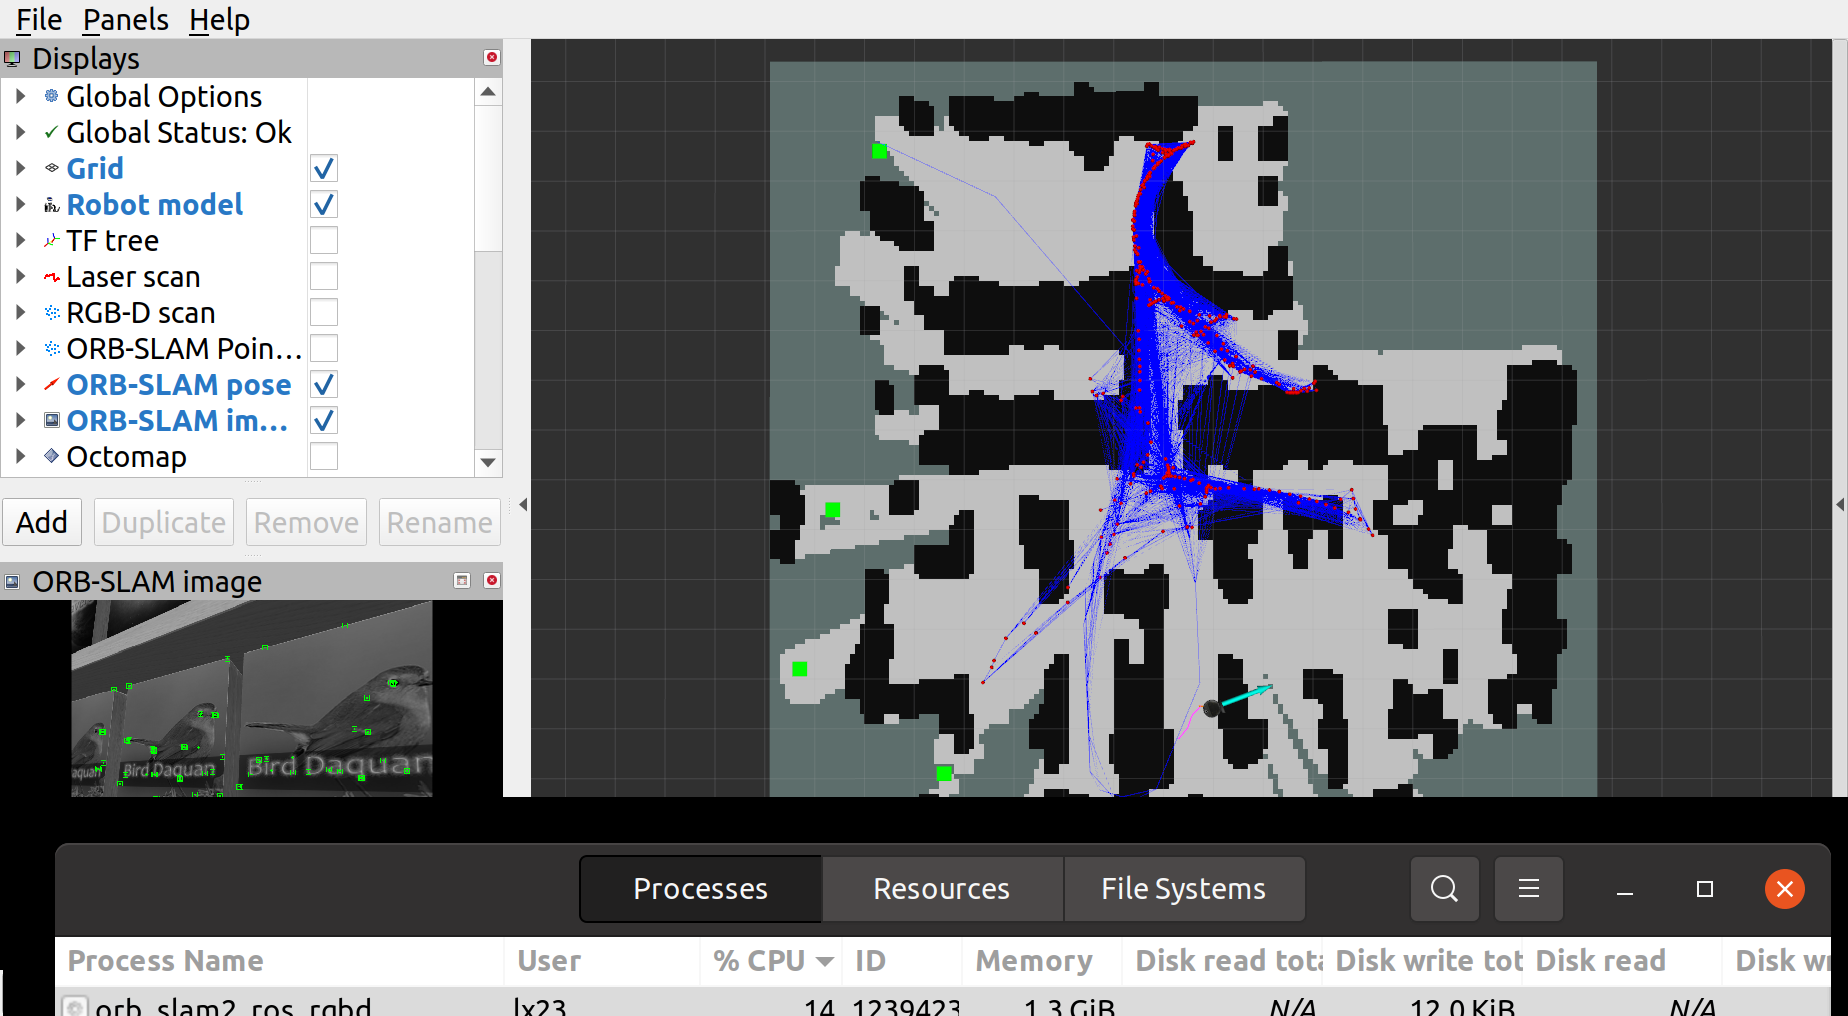 File Panels Help
Displays
Global Options
Global Status: Ok
Grid
Robot model
TF tree
Laser scan
RGB-D scan
ORB-SLAM Poin...
ORB-SLAM pose
ORB-SLAM im...
Octomap
Add Duplicate Remove Rename
ORB-SLAM image
aquan Bird Daquan Bird Daquan
Processes Resources File Systems
Process Name User % CPU ID Memory Disk read tota Disk write tot Disk read Disk wr
orb_slam2_ros_rgbd lx23 14 1239423 1.3 GiB N/A 12.0 KiB N/A